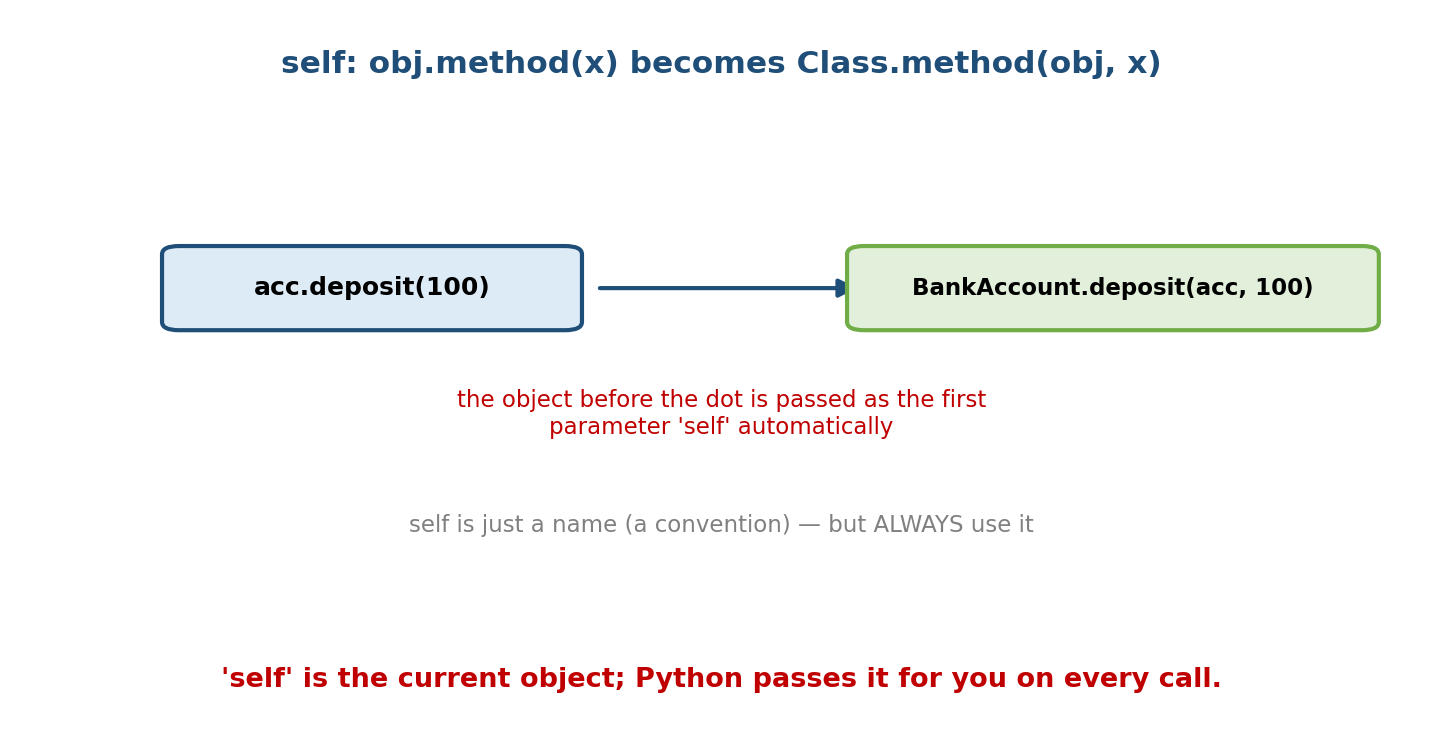 self: obj.method(x) becomes Class.method(obj, x)
acc.deposit(100)
BankAccount.deposit(acc, 100)
the object before the dot is passed as the first
parameter 'self' automatically
self is just a name (a convention) — but ALWAYS use it
'self' is the current object; Python passes it for you on every call.